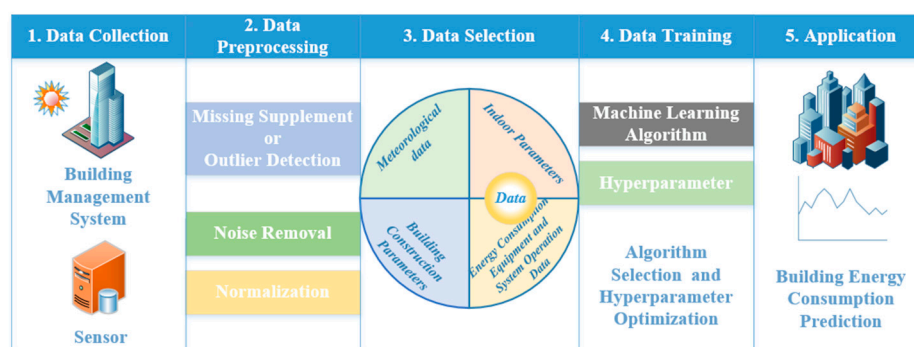 1. Data Collection
2. Data
Preprocessing
3. Data Selection
4. Data Training
5. Application
Building
Management
System
Sensor
Missing Supplement
or
Outlier Detection
Noise Removal
Normalization
Meteorological
data
Indoor Parameters
Data
Building
Construction
Parameters
Energy Consumption
Equipment and
System Operation
Data
Machine Learning
Algorithm
Hyperparameter
Algorithm
Selection and
Hyperparameter
Optimization
Building Energy
Consumption
Prediction